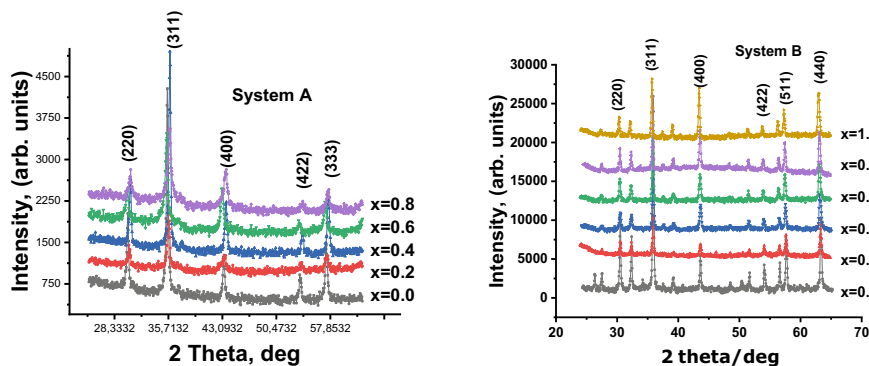 System A
(220)
(311)
(400)
(422)
(333)
Intensity, (arb. units)
4500
3750
3000
2250
1500
750
x=0.8
x=0.6
x=0.4
x=0.2
x=0.0
28,3332 35,7132 43,0932 50,4732 57,8532
2 Theta, deg
System B
(220)
(311)
(400)
(422)
(511)
(440)
Intensity, (arb. units)
30000
25000
20000
15000
10000
5000
0
x=1.
x=0.
x=0.
x=0.
x=0.
x=0.
20 30 40 50 60 70
2 theta/deg